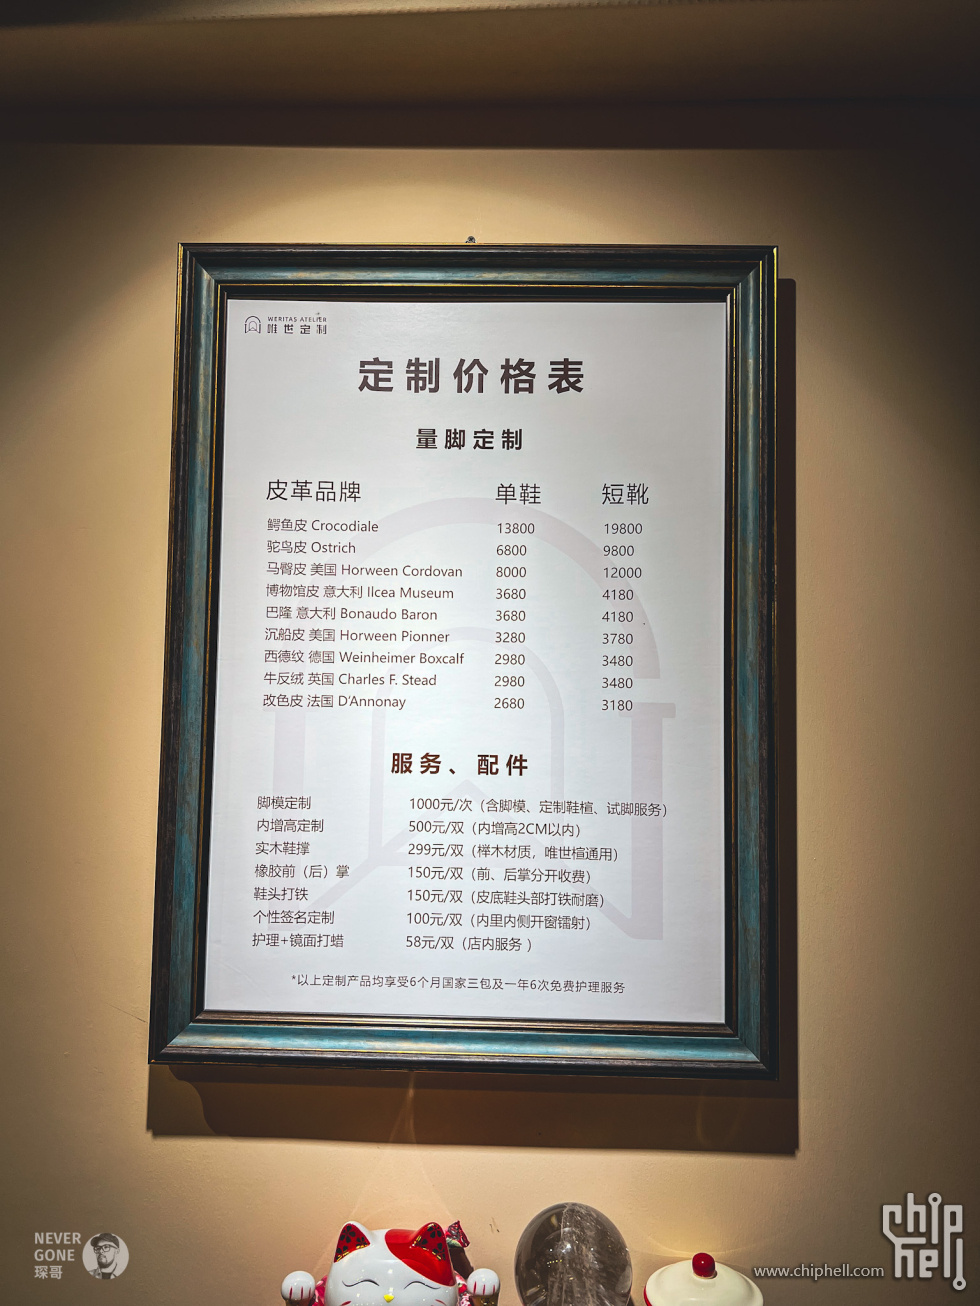 WERITAS ATELIER
唯世定制
定制价格表
量脚定制
皮革品牌 单鞋 短靴
鳄鱼皮 Crocodiale 13800 19800
驼鸟皮 Ostrich 6800 9800
马臀皮 美国 Horween Cordovan 8000 12000
博物馆皮 意大利 Ilcea Museum 3680 4180
巴隆 意大利 Bonaudo Baron 3680 4180
沉船皮 美国 Horween Pionner 3280 3780
西德纹 德国 Weinheimer Boxcalf 2980 3480
牛反绒 英国 Charles F. Stead 2980 3480
改色皮 法国 D'Annonay 2680 3180
服务、配件
脚模定制 1000元/次（含脚模、定制鞋楦、试脚服务）
内增高定制 500元/双（内增高2CM以内）
实木鞋撑 299元/双（榉木材质，唯世楦通用）
橡胶前（后）掌 150元/双（前、后掌分开收费）
鞋头打铁 150元/双（皮底鞋头部打铁耐磨）
个性签名定制 100元/双（内里内侧开窗镭射）
护理+镜面打蜡 58元/双（店内服务 ）
*以上定制产品均享受6个月国家三包及一年6次免费护理服务
NEVER
GONE
琛哥
www.chiphell.com
chip
hell